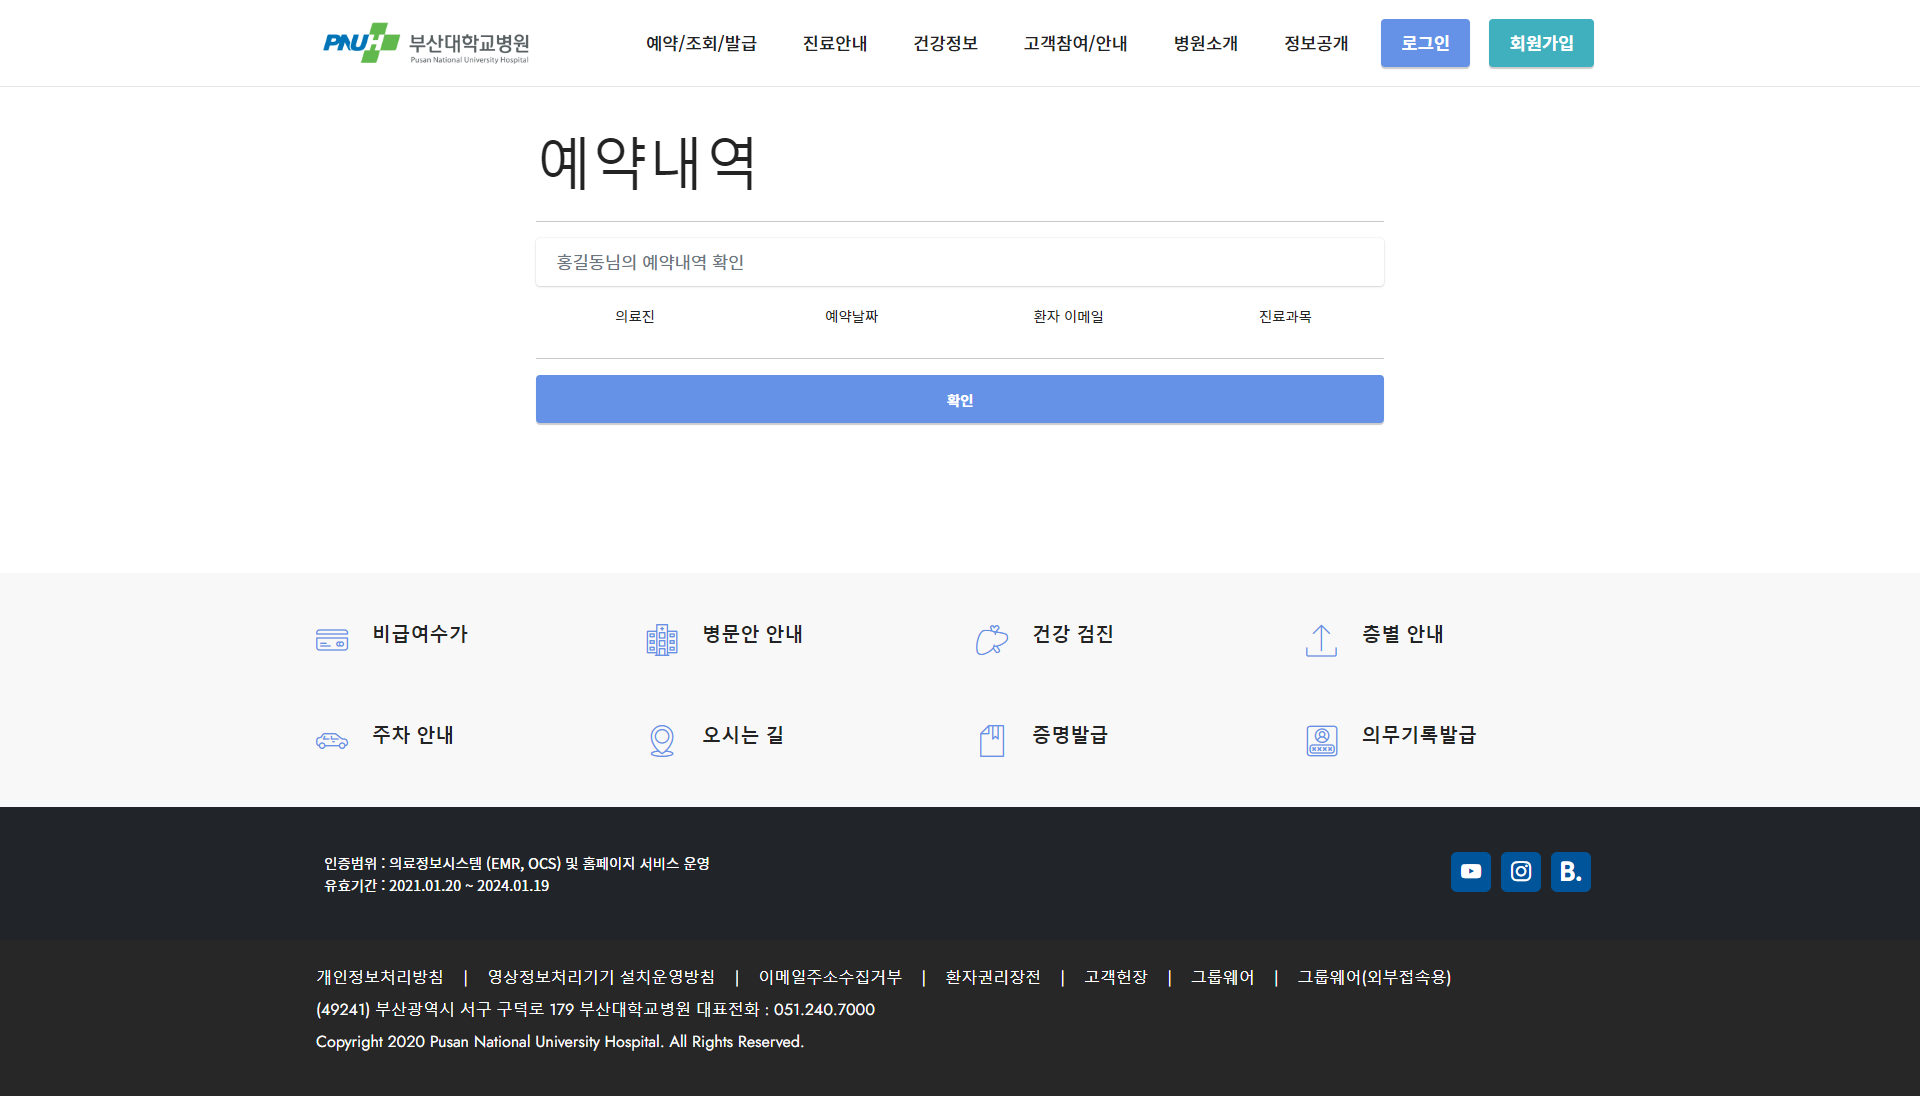 PNUH 부산대학교병원
Pusan National University Hospital
예약/조회/발급 진료안내 건강정보 고객참여/안내 병원소개 정보공개 로그인 회원가입
예약내역
홍길동님의 예약내역 확인
의료진 예약날짜 환자 이메일 진료과목
확인
비급여수가 병문안 안내 건강 검진 층별 안내
주차 안내 오시는 길 증명발급 의무기록발급
인증범위 : 의료정보시스템 (EMR, OCS) 및 홈페이지 서비스 운영
유효기간 : 2021.01.20 ~ 2024.01.19
B.
개인정보처리방침 | 영상정보처리기기 설치운영방침 | 이메일주소수집거부 | 환자권리장전 | 고객헌장 | 그룹웨어 | 그룹웨어(외부접속용)
(49241) 부산광역시 서구 구덕로 179 부산대학교병원 대표전화 : 051.240.7000
Copyright 2020 Pusan National University Hospital. All Rights Reserved.